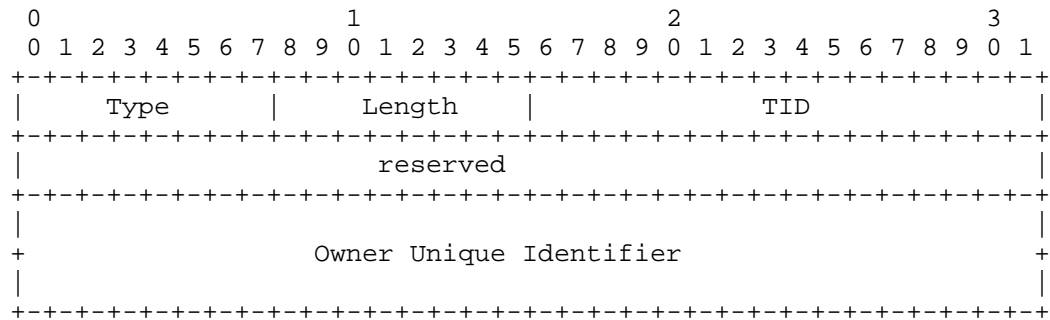 0                   1                   2                   3
 0 1 2 3 4 5 6 7 8 9 0 1 2 3 4 5 6 7 8 9 0 1 2 3 4 5 6 7 8 9 0 1
+-+-+-+-+-+-+-+-+-+-+-+-+-+-+-+-+-+-+-+-+-+-+-+-+-+-+-+-+-+-+-+-+
|     Type      |     Length    |              TID              |
+-+-+-+-+-+-+-+-+-+-+-+-+-+-+-+-+-+-+-+-+-+-+-+-+-+-+-+-+-+-+-+-+
|                      reserved                                 |
+-+-+-+-+-+-+-+-+-+-+-+-+-+-+-+-+-+-+-+-+-+-+-+-+-+-+-+-+-+-+-+-+
|                                                               |
+                  Owner Unique Identifier                      +
|                                                               |
+-+-+-+-+-+-+-+-+-+-+-+-+-+-+-+-+-+-+-+-+-+-+-+-+-+-+-+-+-+-+-+-+